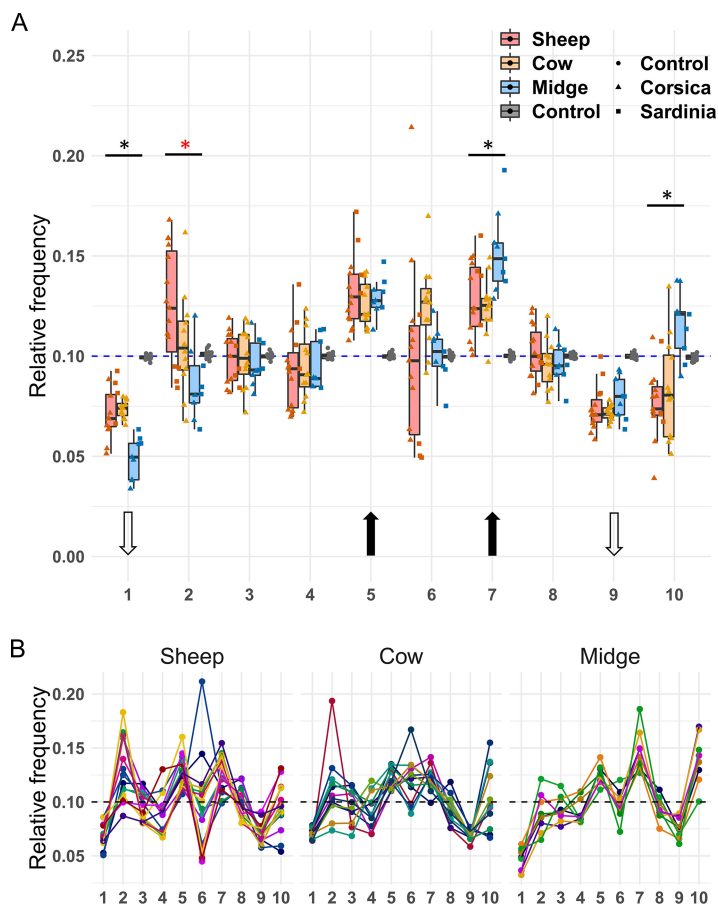 A
Relative frequency
0.25
0.20
0.15
0.10
0.05
0.00
Sheep
Cow
Midge
Control
Control
Corsica
Sardinia
*
*
*
*
1 2 3 4 5 6 7 8 9 10
B
Sheep Cow Midge
Relative frequency
0.20
0.15
0.10
0.05
1 2 3 4 5 6 7 8 9 10 1 2 3 4 5 6 7 8 9 10 1 2 3 4 5 6 7 8 9 10